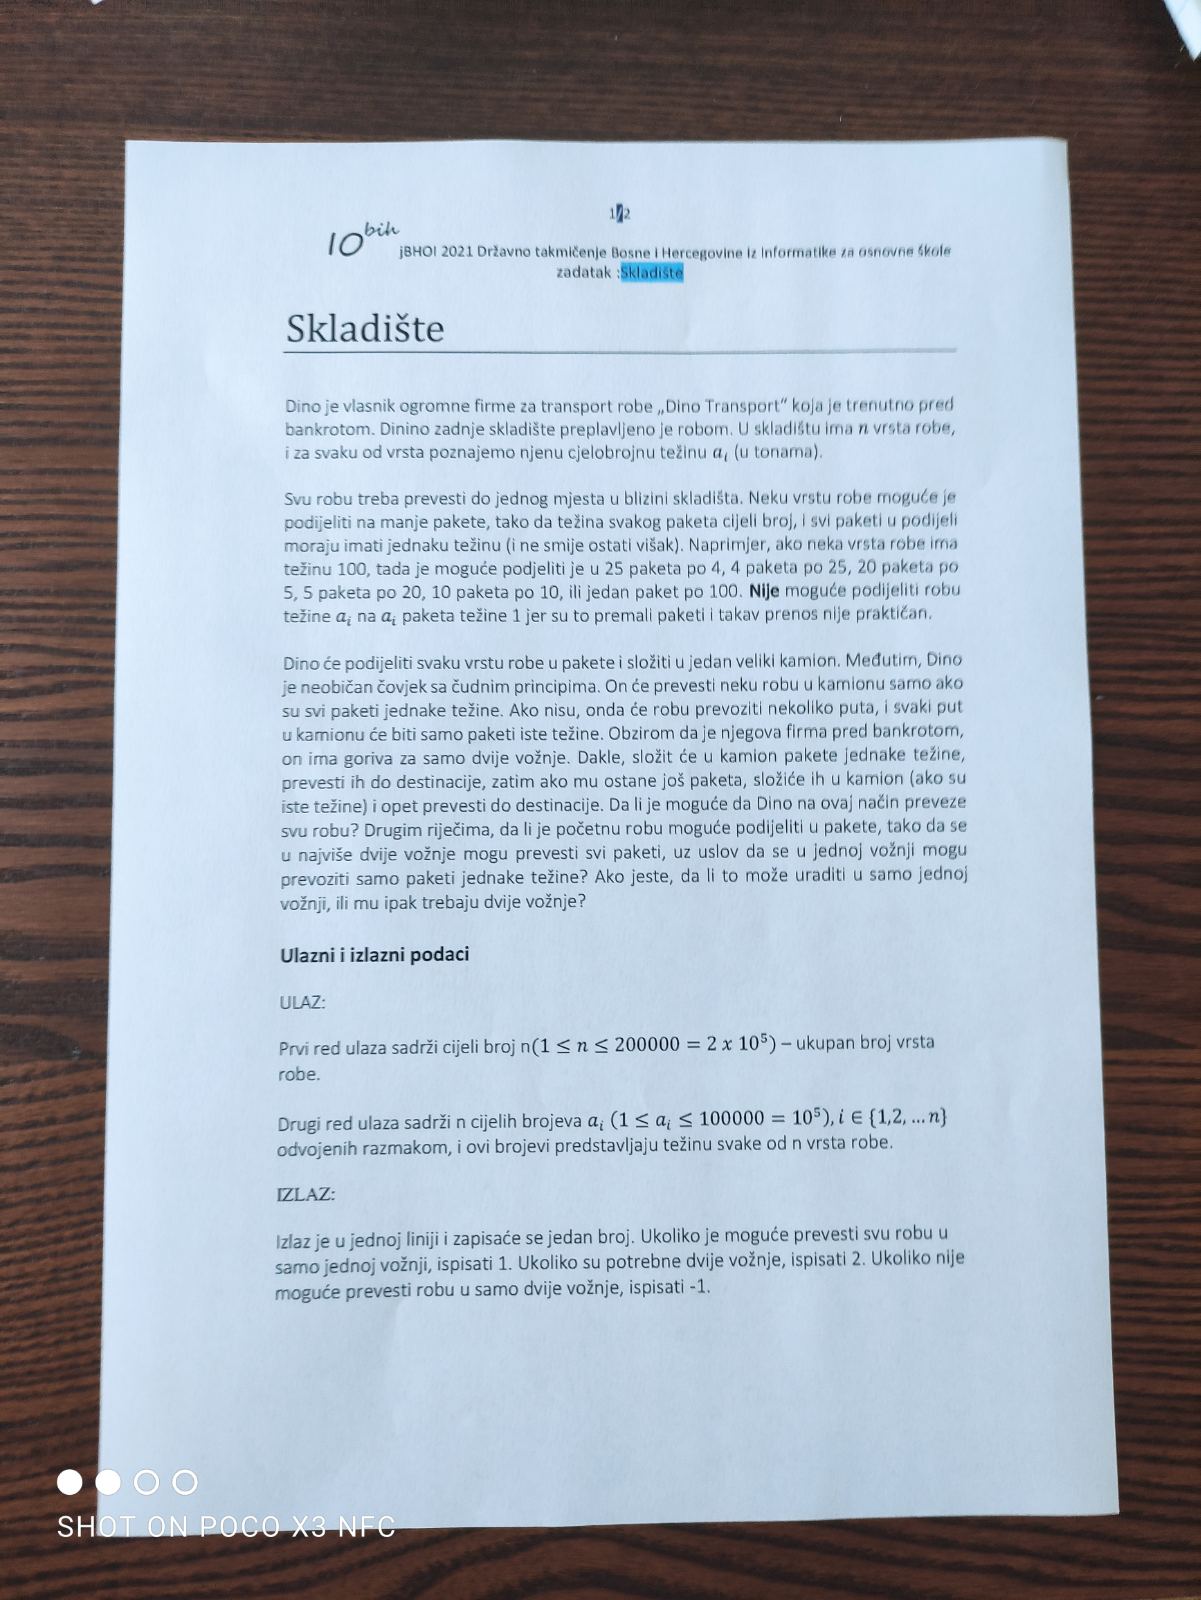 1/2
IO bih
jBHOI 2021 Državno takmičenje Bosne i Hercegovine iz Informatike za osnovne škole
zadatak :Skladište
Skladište
Dino je vlasnik ogromne firme za transport robe „Dino Transport“ koja je trenutno pred
bankrotom. Dinino zadnje skladište preplavljeno je robom. U skladištu ima n vrsta robe,
i za svaku od vrsta poznajemo njenu cjelobrojnu težinu aᵢ (u tonama).
Svu robu treba prevesti do jednog mjesta u blizini skladišta. Neku vrstu robe moguće je
podijeliti na manje pakete, tako da težina svakog paketa cijeli broj, i svi paketi u podijeli
moraju imati jednaku težinu (i ne smije ostati višak). Naprimjer, ako neka vrsta robe ima
težinu 100, tada je moguće podjeliti je u 25 paketa po 4, 4 paketa po 25, 20 paketa po
5, 5 paketa po 20, 10 paketa po 10, ili jedan paket po 100. Nije moguće podijeliti robu
težine aᵢ na aᵢ paketa težine 1 jer su to premali paketi i takav prenos nije praktičan.
Dino će podijeliti svaku vrstu robe u pakete i složiti u jedan veliki kamion. Međutim, Dino
je neobičan čovjek sa čudnim principima. On će prevesti neku robu u kamionu samo ako
su svi paketi jednake težine. Ako nisu, onda će robu prevoziti nekoliko puta, i svaki put
u kamionu će biti samo paketi iste težine. Obzirom da je njegova firma pred bankrotom,
on ima goriva za samo dvije vožnje. Dakle, složit će u kamion pakete jednake težine,
prevesti ih do destinacije, zatim ako mu ostane još paketa, složiće ih u kamion (ako su
iste težine) i opet prevesti do destinacije. Da li je moguće da Dino na ovaj način preveze
svu robu? Drugim riječima, da li je početnu robu moguće podijeliti u pakete, tako da se
u najviše dvije vožnje mogu prevesti svi paketi, uz uslov da se u jednoj vožnji mogu
prevoziti samo paketi jednake težine? Ako jeste, da li to može uraditi u samo jednoj
vožnji, ili mu ipak trebaju dvije vožnje?
Ulazni i izlazni podaci
ULAZ:
Prvi red ulaza sadrži cijeli broj n(1 ≤ n ≤ 200000 = 2 x 10⁵) – ukupan broj vrsta
robe.
Drugi red ulaza sadrži n cijelih brojeva aᵢ (1 ≤ aᵢ ≤ 100000 = 10⁵), i ∈ {1,2, … n}
odvojenih razmakom, i ovi brojevi predstavljaju težinu svake od n vrsta robe.
IZLAZ:
Izlaz je u jednoj liniji i zapisaće se jedan broj. Ukoliko je moguće prevesti svu robu u
samo jednoj vožnji, ispisati 1. Ukoliko su potrebne dvije vožnje, ispisati 2. Ukoliko nije
moguće prevesti robu u samo dvije vožnje, ispisati -1.
SHOT ON POCO X3 NFC